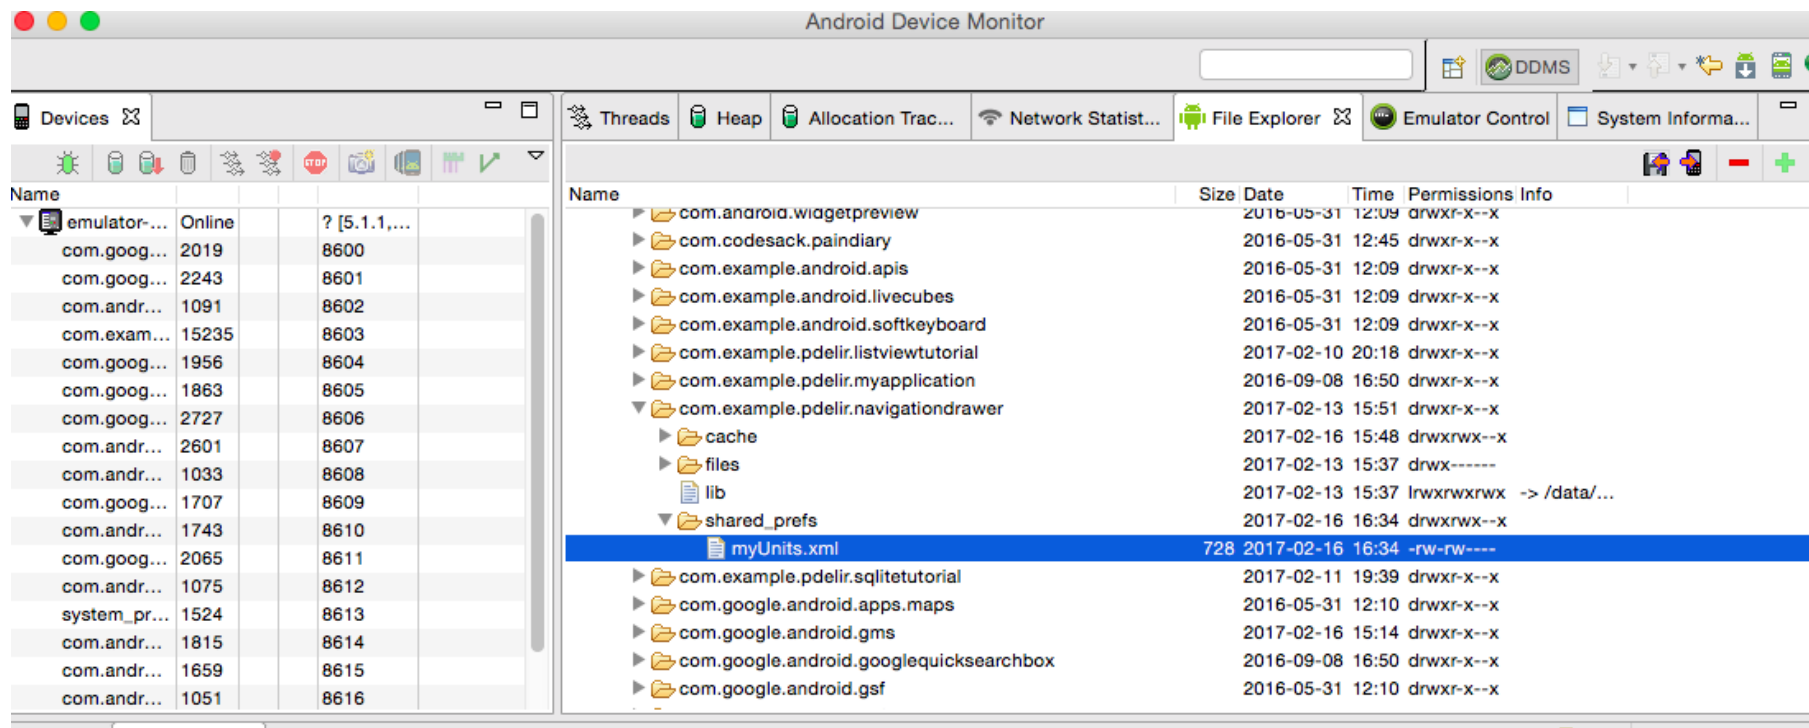 Android Device Monitor
DDMS
Devices
Threads Heap Allocation Trac... Network Statist... File Explorer Emulator Control System Informa...
STOP
Name
emulator-... Online ? [5.1.1,...
com.goog... 2019 8600
com.goog... 2243 8601
com.andr... 1091 8602
com.exam... 15235 8603
com.goog... 1956 8604
com.goog... 1863 8605
com.goog... 2727 8606
com.andr... 2601 8607
com.andr... 1033 8608
com.goog... 1707 8609
com.andr... 1743 8610
com.goog... 2065 8611
com.andr... 1075 8612
system_pr... 1524 8613
com.andr... 1815 8614
com.andr... 1659 8615
com.andr... 1051 8616
Name Size Date Time Permissions Info
com.android.widgetpreview 2016-05-31 12:09 drwxr-x--x
com.codesack.paindiary 2016-05-31 12:45 drwxr-x--x
com.example.android.apis 2016-05-31 12:09 drwxr-x--x
com.example.android.livecubes 2016-05-31 12:09 drwxr-x--x
com.example.android.softkeyboard 2016-05-31 12:09 drwxr-x--x
com.example.pdelir.listviewtutorial 2017-02-10 20:18 drwxr-x--x
com.example.pdelir.myapplication 2016-09-08 16:50 drwxr-x--x
com.example.pdelir.navigationdrawer 2017-02-13 15:51 drwxr-x--x
cache 2017-02-16 15:48 drwxrwx--x
files 2017-02-13 15:37 drwx------
lib 2017-02-13 15:37 lrwxrwxrwx -> /data/...
shared_prefs 2017-02-16 16:34 drwxrwx--x
myUnits.xml 728 2017-02-16 16:34 -rw-rw----
com.example.pdelir.sqlitetutorial 2017-02-11 19:39 drwxr-x--x
com.google.android.apps.maps 2016-05-31 12:10 drwxr-x--x
com.google.android.gms 2017-02-16 15:14 drwxr-x--x
com.google.android.googlequicksearchbox 2016-09-08 16:50 drwxr-x--x
com.google.android.gsf 2016-05-31 12:10 drwxr-x--x